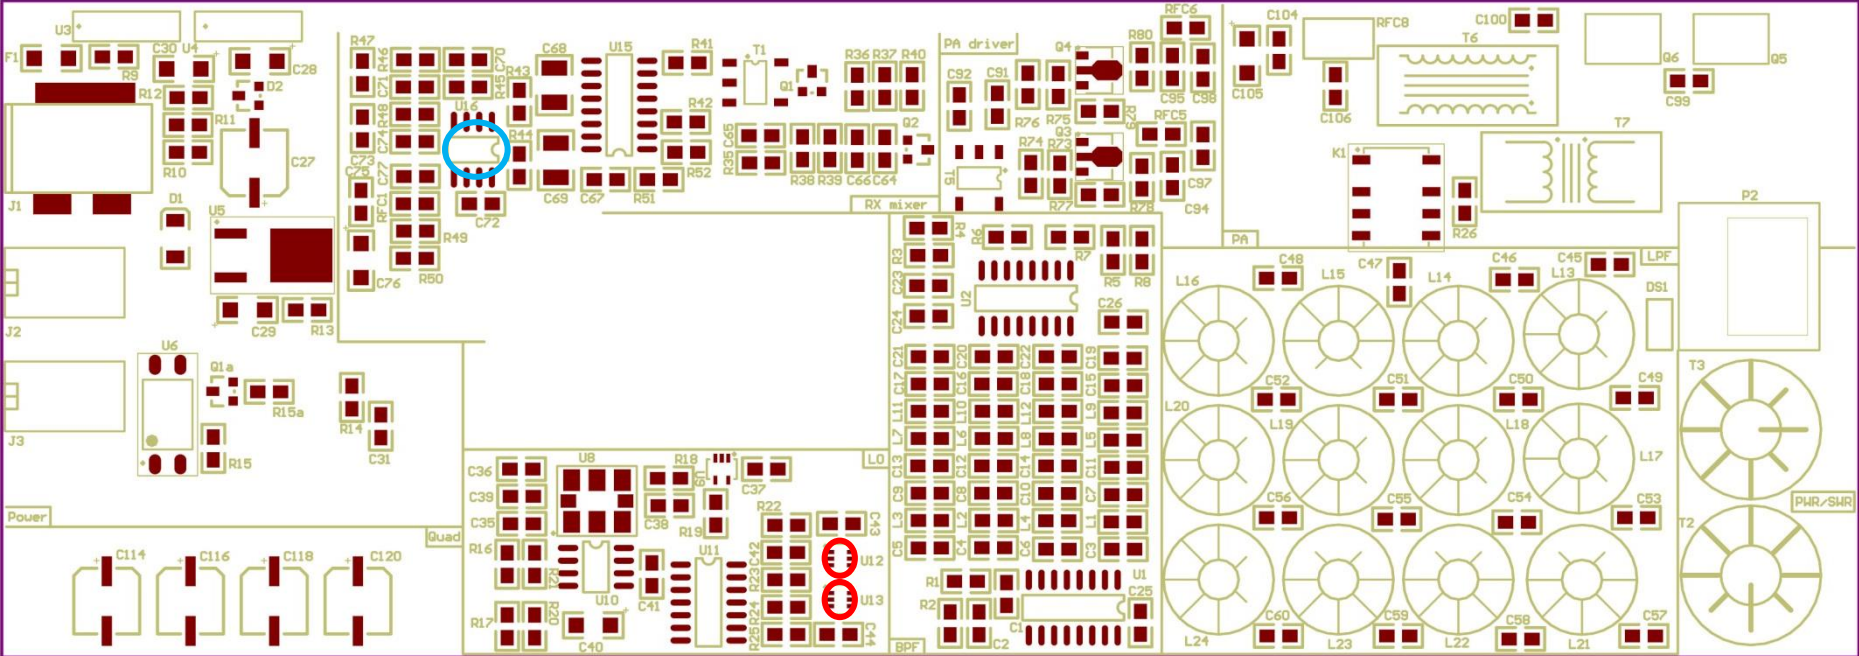 U3
F1
R9
C30
U4
C28
R12
D2
R11
C27
R10
J1
D1
U5
J2
C29
R13
U6
Q1a
J3
R15a
R15
R14
C31
Power
C114
C116
C118
C120
Quad
R47
R46
C70
C71
R45
R48
U16
C74
C73
C75
C77
RFC1
C72
R49
R50
C76
R43
C68
R44
C69
U15
R41
R42
R52
C67
R51
T1
Q1
C65
R35
R36
R37
R40
Q2
R38
R39
C66
C64
RX mixer
PA driver
C92
C91
R76
R75
Q4
R79
Q3
T5
R74
R73
R77
RFC6
R80
C95
C98
RFC5
C97
R78
C94
PA
C105
C104
RFC8
C106
T6
C100
Q6
Q5
C99
T7
K1
R26
P2
LPF
DS1
R4
R3
C23
C24
R6
R7
R5
R8
U2
C26
C21
C20
C22
C19
C17
C16
C18
C15
L11
L10
L12
L9
L7
L6
L8
L5
C13
C12
C14
C11
C9
C8
C10
C7
L3
L2
L4
L1
C5
C4
C6
C3
R1
R2
C2
C1
U1
C25
BPF
LO
C36
C39
C35
U8
R18
U9
C37
C38
R19
R16
R21
R17
R20
U10
C40
C41
U11
R22
C42
R23
R24
R25
C43
U12
U13
C44
L16
C48
L15
C47
L14
C46
L13
C45
C52
C51
C50
C49
L20
L19
L18
L17
C56
C55
C54
C53
L24
C60
L23
C59
L22
C58
L21
C57
T3
PWR/SWR
T2